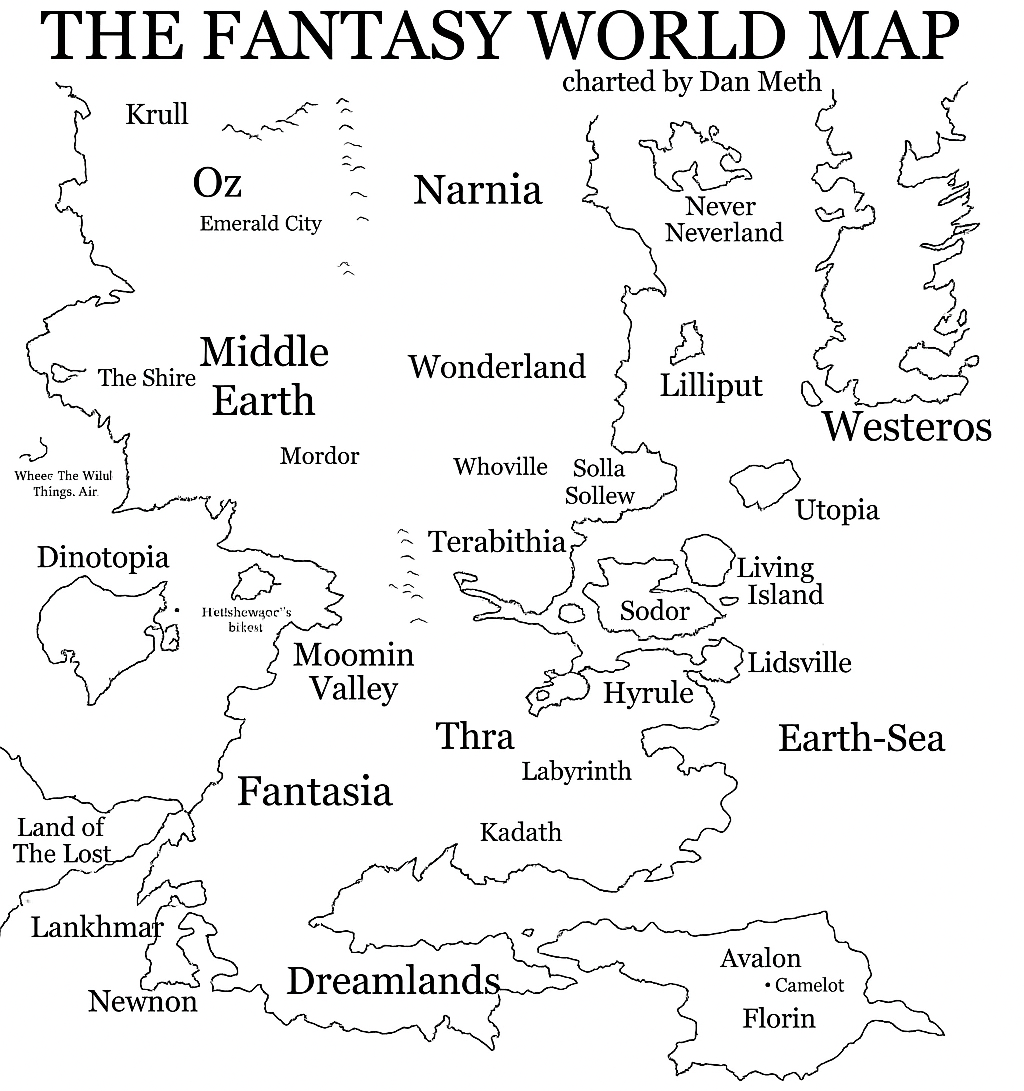 THE FANTASY WORLD MAP
charted by Dan Meth
Krull
Oz
Emerald City
Narnia
Never
Neverland
Middle
Earth
The Shire
Wonderland
Lilliput
Westeros
Mordor
Whoville
Solla
Sollew
The
Things.
Utopia
Terabithia
Dinotopia
Living
Island
Sodor
Moomin
Valley
Lidsville
Hyrule
Thra
Earth-Sea
Labyrinth
Fantasia
Kadath
Land of
The Lost
Lankhmar
Newnon
Dreamlands
Avalon
Camelot
Florin